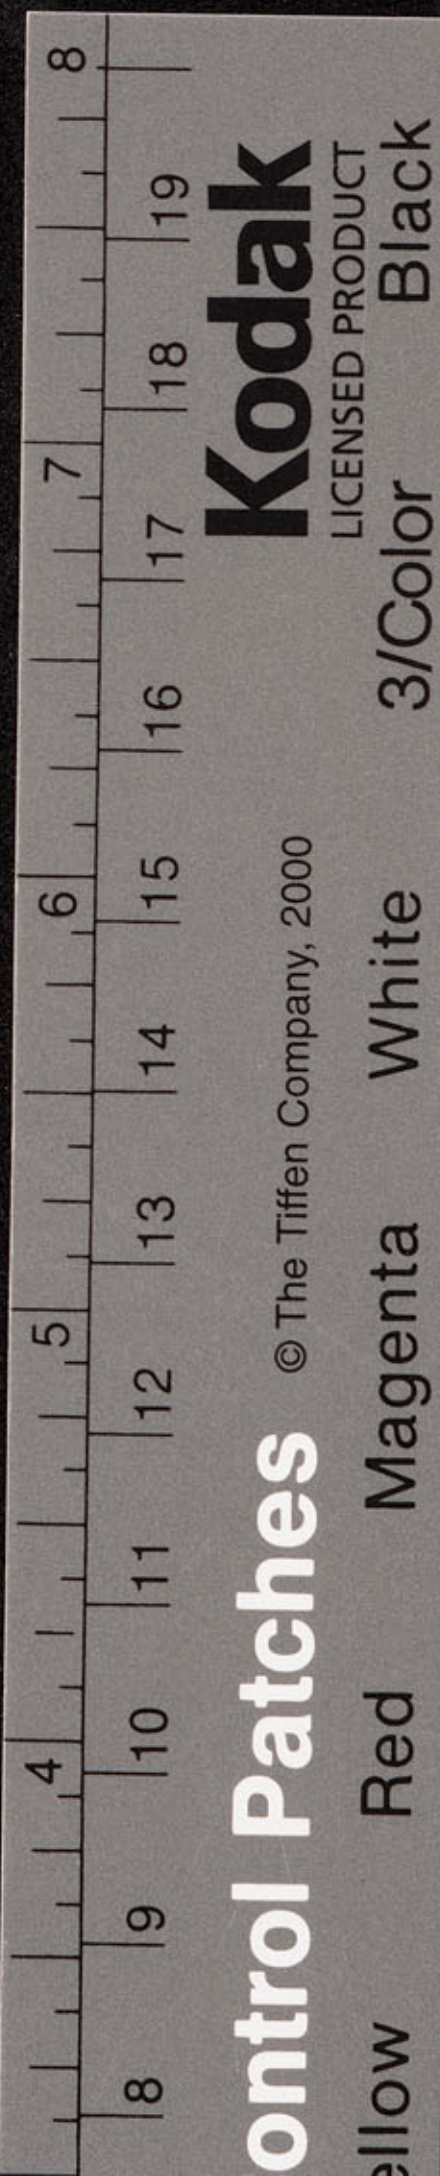 4 5 6 7 8
8 9 10 11 12 13 14 15 16 17 18 19
Kodak
LICENSED PRODUCT
ontrol Patches © The Tiffen Company, 2000
ellow Red Magenta White 3/Color Black